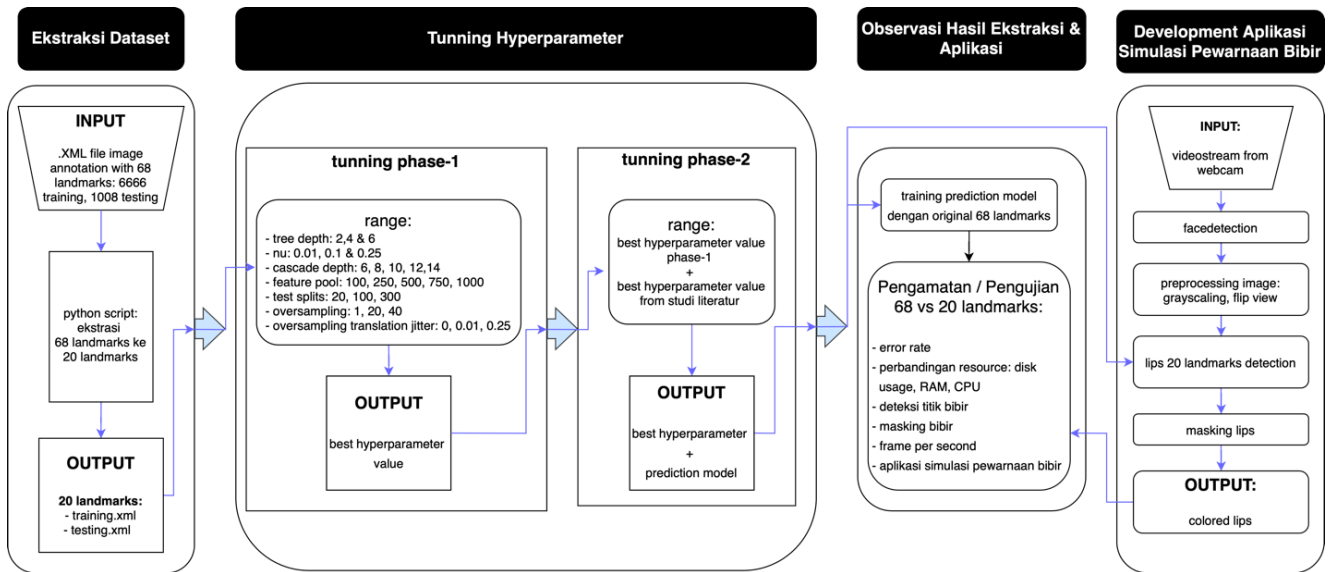 Ekstraksi Dataset
INPUT
.XML file image
annotation with 68
landmarks: 6666
training, 1008 testing
python script:
ekstrasi
68 landmarks ke
20 landmarks
OUTPUT
20 landmarks:
- training.xml
- testing.xml
Tunning Hyperparameter
tunning phase-1
range:
- tree depth: 2,4 & 6
- nu: 0.01, 0.1 & 0.25
- cascade depth: 6, 8, 10, 12,14
- feature pool: 100, 250, 500, 750, 1000
- test splits: 20, 100, 300
- oversampling: 1, 20, 40
- oversampling translation jitter: 0, 0.01, 0.25
OUTPUT
best hyperparameter
value
tunning phase-2
range:
best hyperparameter value
phase-1
+
best hyperparameter value
from studi literatur
OUTPUT
best hyperparameter
+
prediction model
Observasi Hasil Ekstraksi &
Aplikasi
training prediction model
dengan original 68 landmarks
Pengamatan / Pengujian
68 vs 20 landmarks:
- error rate
- perbandingan resource: disk
usage, RAM, CPU
- deteksi titik bibir
- masking bibir
- frame per second
- aplikasi simulasi pewarnaan bibir
Development Aplikasi
Simulasi Pewarnaan Bibir
INPUT:
videostream from
webcam
facedetection
preprocessing image:
grayscaling, flip view
lips 20 landmarks detection
masking lips
OUTPUT:
colored lips